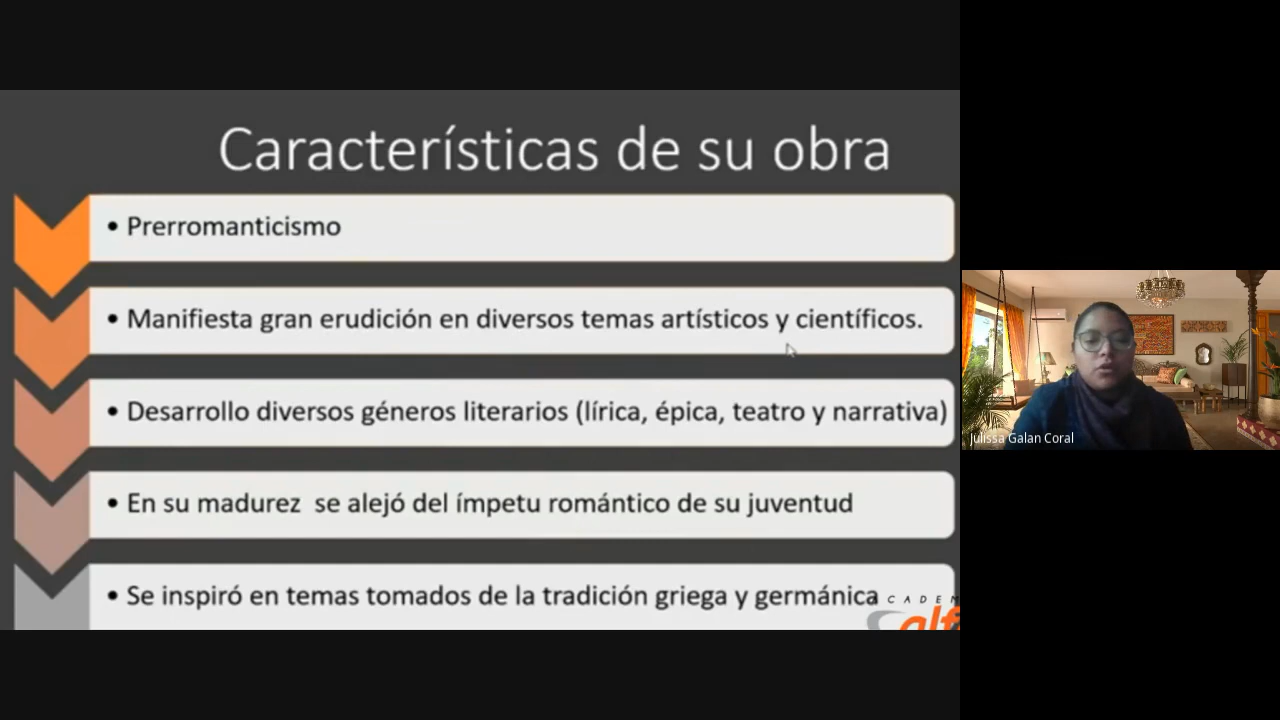 Características de su obra
• Prerromanticismo
• Manifiesta gran erudición en diversos temas artísticos y científicos.
• Desarrollo diversos géneros literarios (lírica, épica, teatro y narrativa)
• En su madurez se alejó del ímpetu romántico de su juventud
• Se inspiró en temas tomados de la tradición griega y germánica
Julissa Galan Coral